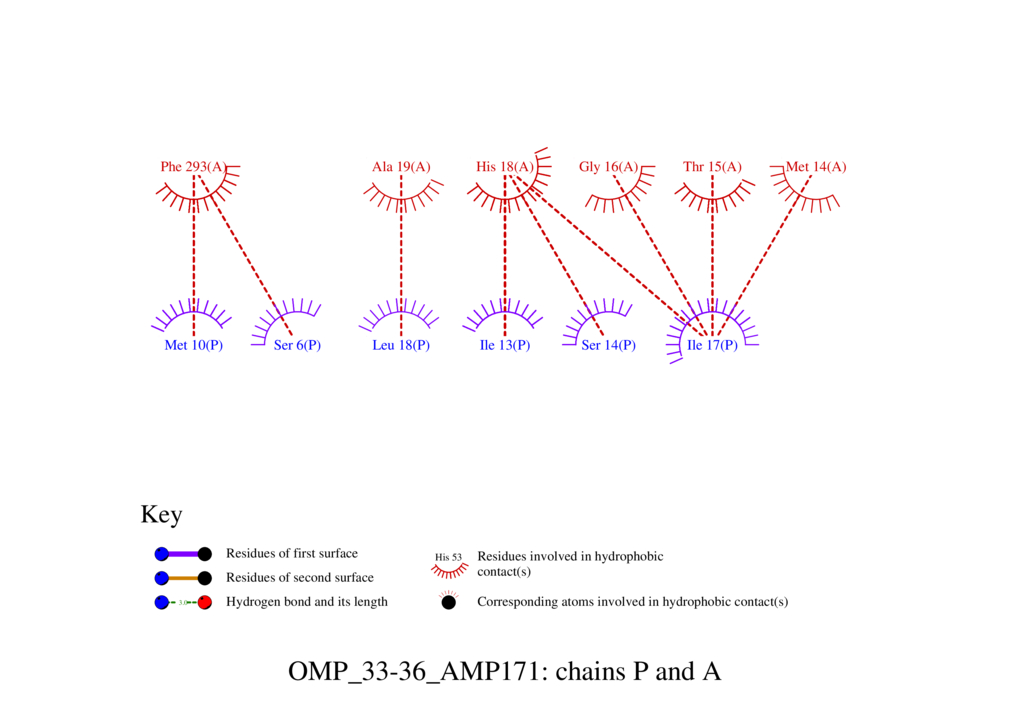 Phe 293(A) Ala 19(A) His 18(A) Gly 16(A) Thr 15(A) Met 14(A)
Met 10(P) Ser 6(P) Leu 18(P) Ile 13(P) Ser 14(P) Ile 17(P)
Key
Residues of first surface
Residues of second surface
3.0 Hydrogen bond and its length
His 53 Residues involved in hydrophobic
contact(s)
Corresponding atoms involved in hydrophobic contact(s)
OMP_33-36_AMP171: chains P and A